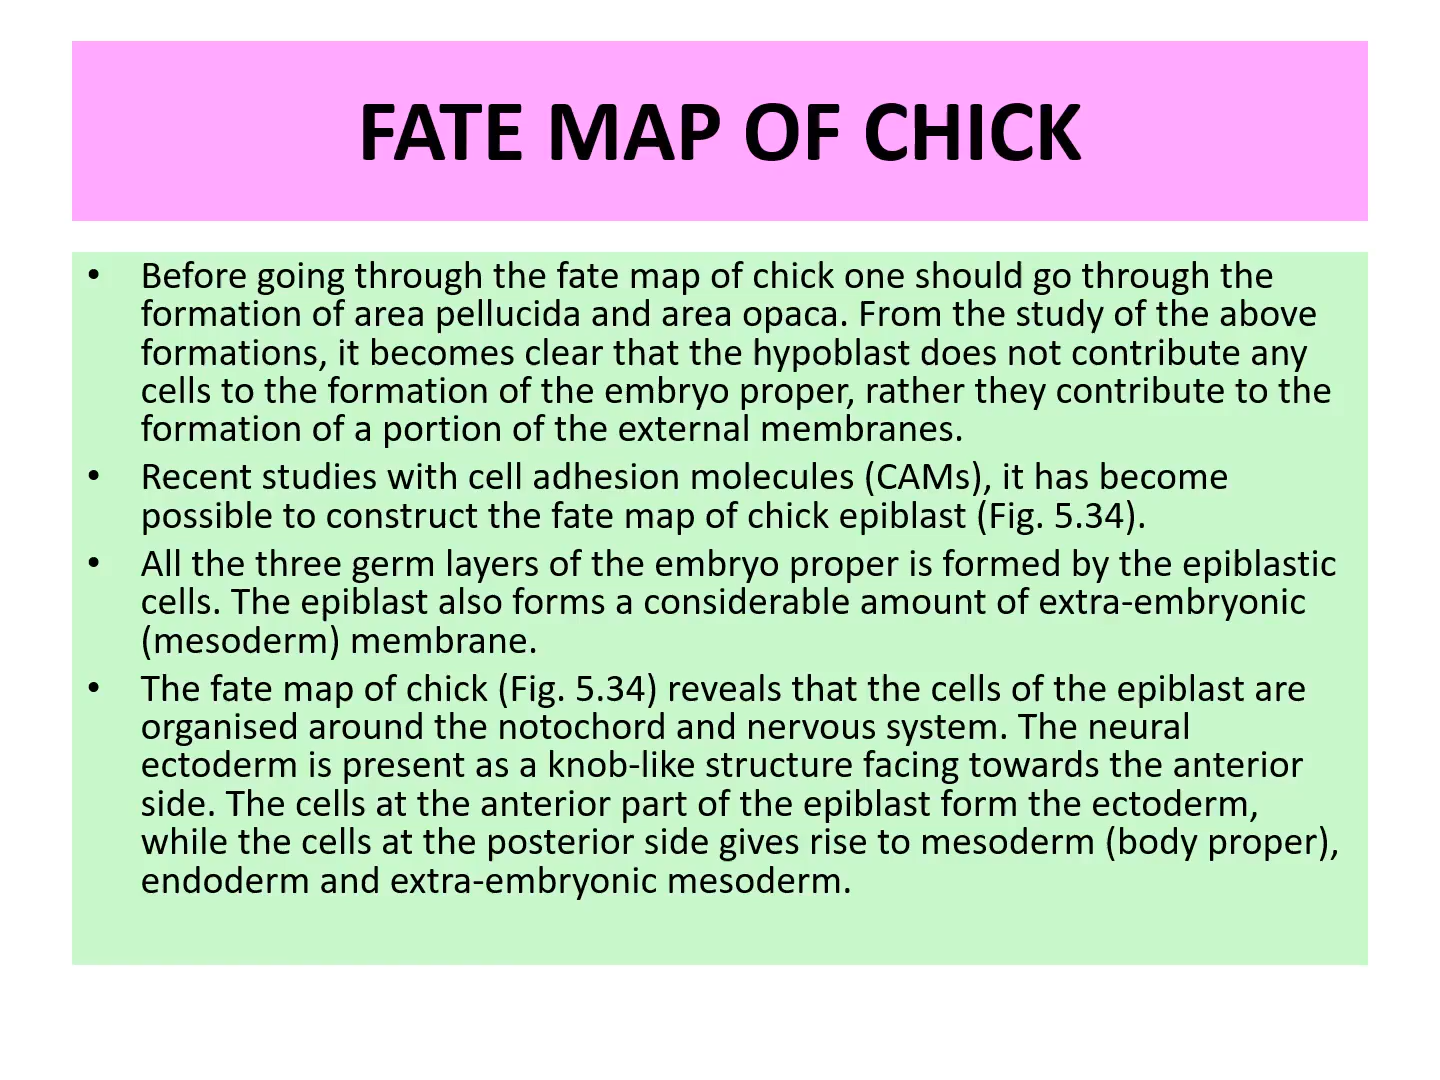 FATE MAP OF CHICK
• Before going through the fate map of chick one should go through the
formation of area pellucida and area opaca. From the study of the above
formations, it becomes clear that the hypoblast does not contribute any
cells to the formation of the embryo proper, rather they contribute to the
formation of a portion of the external membranes.
• Recent studies with cell adhesion molecules (CAMs), it has become
possible to construct the fate map of chick epiblast (Fig. 5.34).
• All the three germ layers of the embryo proper is formed by the epiblastic
cells. The epiblast also forms a considerable amount of extra-embryonic
(mesoderm) membrane.
• The fate map of chick (Fig. 5.34) reveals that the cells of the epiblast are
organised around the notochord and nervous system. The neural
ectoderm is present as a knob-like structure facing towards the anterior
side. The cells at the anterior part of the epiblast form the ectoderm,
while the cells at the posterior side gives rise to mesoderm (body proper),
endoderm and extra-embryonic mesoderm.